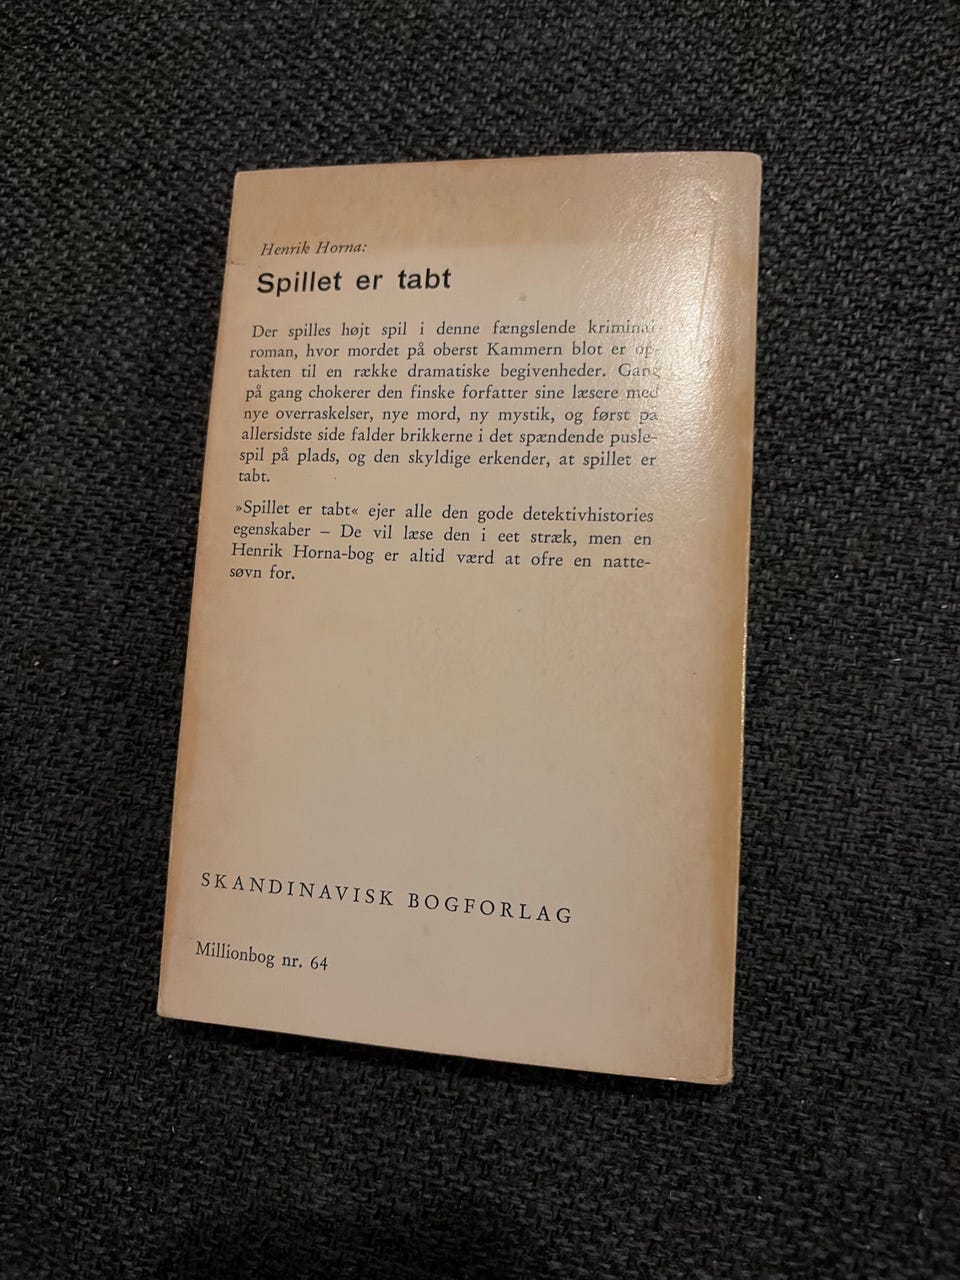 Henrik Horna:
Spillet er tabt
Der spilles højt spil i denne fængslende kriminal-
roman, hvor mordet på oberst Kammern blot er op-
takten til en række dramatiske begivenheder. Gang
på gang chokerer den finske forfatter sine læsere med
nye overraskelser, nye mord, ny mystik, og først på
allersidste side falder brikkerne i det spændende pusle-
spil på plads, og den skyldige erkender, at spillet er
tabt.
»Spillet er tabt« ejer alle den gode detektivhistories
egenskaber – De vil læse den i eet stræk, men en
Henrik Horna-bog er altid værd at ofre en natte-
søvn for.
SKANDINAVISK BOGFORLAG
Millionbog nr. 64